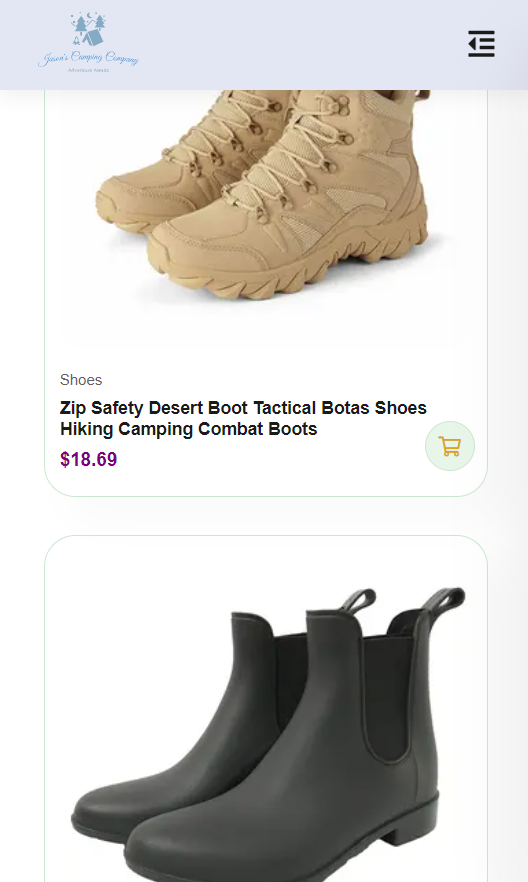 Jason's Camping Company
Adventure Awaits
Shoes
Zip Safety Desert Boot Tactical Botas Shoes
Hiking Camping Combat Boots
$18.69